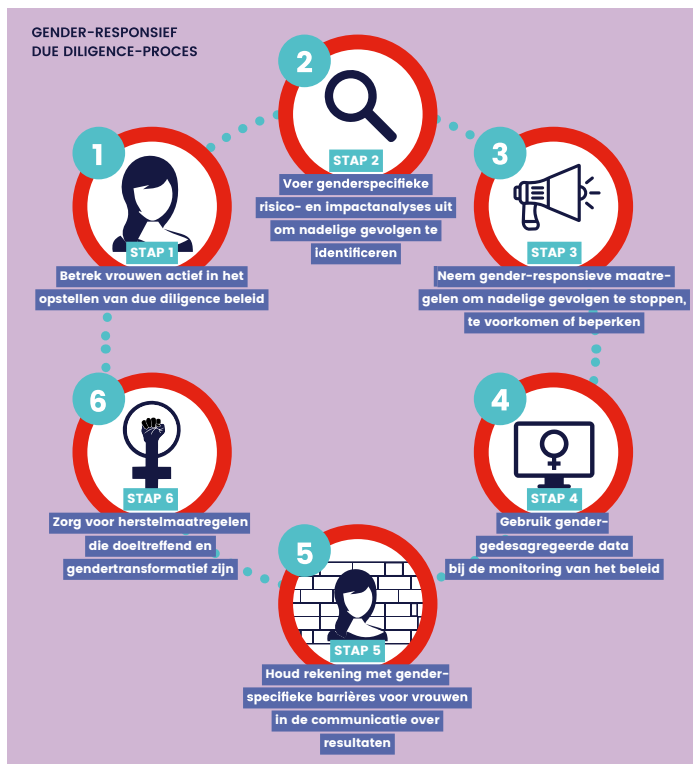 GENDER-RESPONSIEF
DUE DILIGENCE-PROCES
1
STAP 1
Betrek vrouwen actief in het
opstellen van due diligence beleid
2
STAP 2
Voer genderspecifieke
risico- en impactanalyses uit
om nadelige gevolgen te
identificeren
3
STAP 3
Neem gender-responsieve maatre-
gelen om nadelige gevolgen te stoppen,
te voorkomen of beperken
4
STAP 4
Gebruik gender-
gedesagregeerde data
bij de monitoring van het beleid
5
STAP 5
Houd rekening met gender-
specifieke barrières voor vrouwen
in de communicatie over
resultaten
6
STAP 6
Zorg voor herstelmaatregelen
die doeltreffend en
gendertransformatief zijn